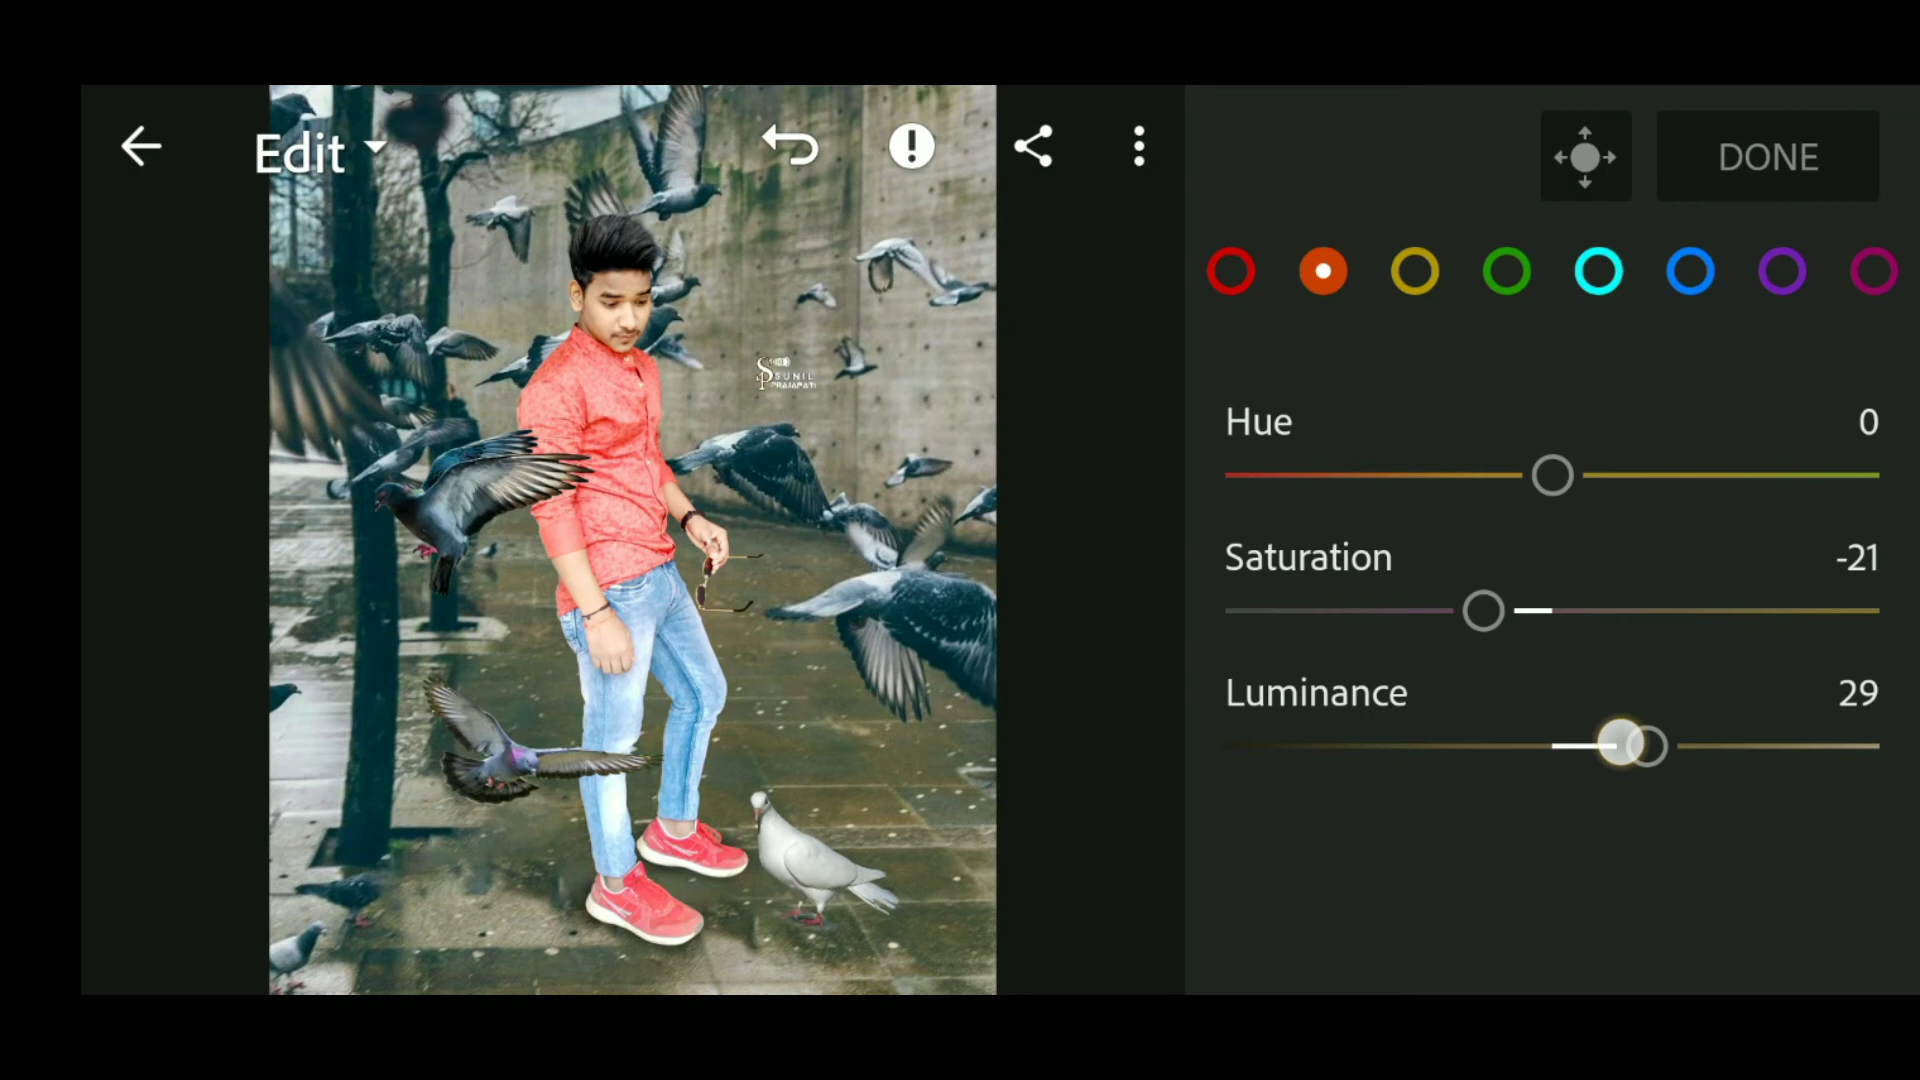 Edit
DONE
SUNIL
PRAJAPATI
Hue 0
Saturation -21
Luminance 29